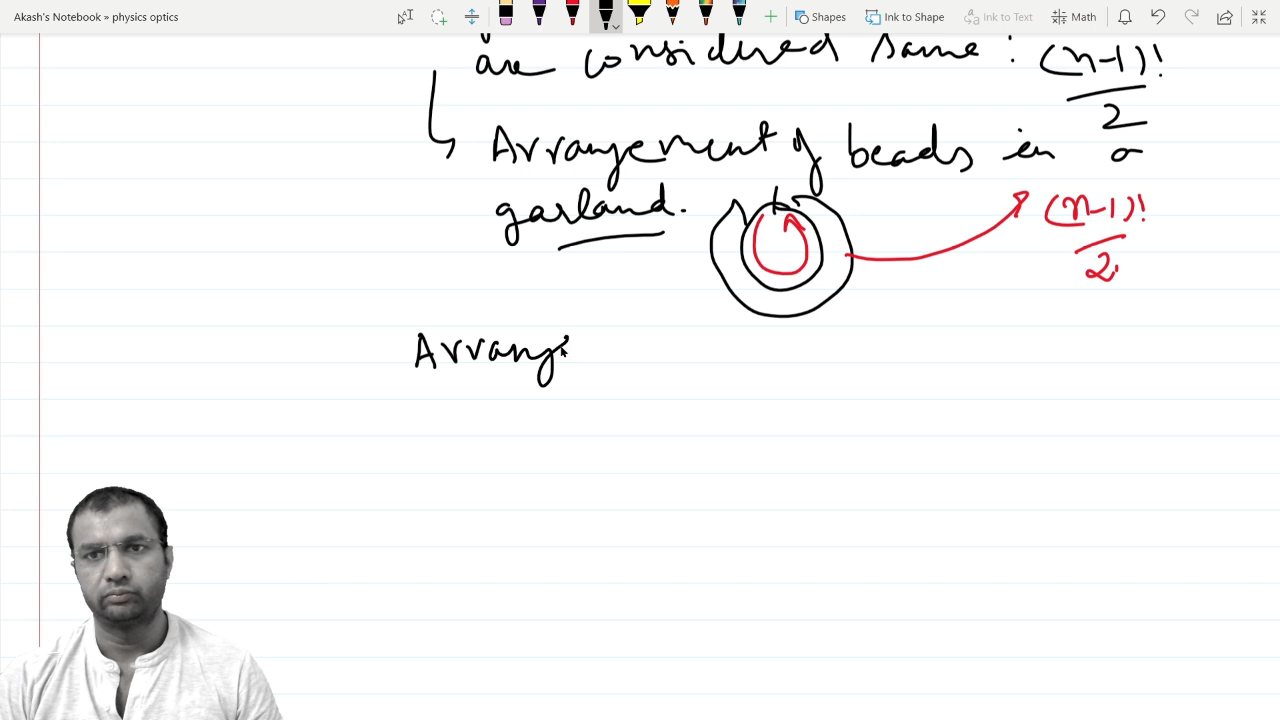 Akash's Notebook » physics optics
Shapes
Ink to Shape
Ink to Text
Math
are considered same : (n-1)!
2
Arrangement of beads in a
garland.
(n-1)!
2
Arrang